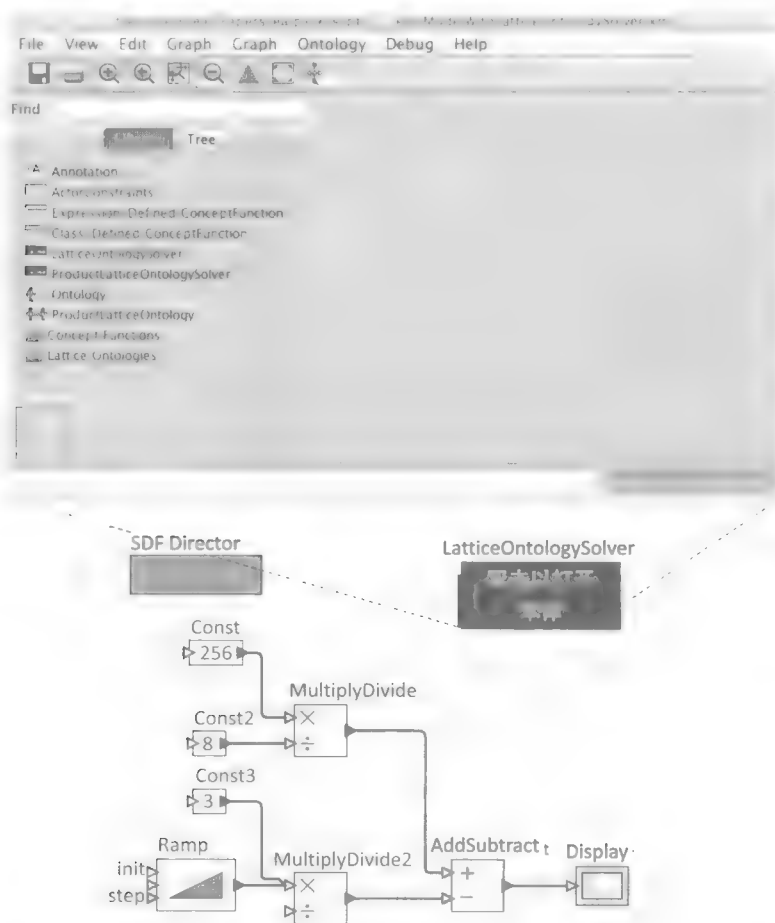 File View Edit Graph Graph Ontology Debug Help
Find
Tree
Annotation
ActorConstraints
Expression-Defined ConceptFunction
Class-Defined ConceptFunction
LatticeOntologySolver
ProductLatticeOntologySolver
Ontology
ProductLatticeOntology
Concept Functions
Lattice Ontologies
SDF Director
LatticeOntologySolver
Const
256
MultiplyDivide
×
Const2
8
÷
Const3
3
Ramp
init
step
MultiplyDivide2
×
÷
AddSubtract t
+
−
Display